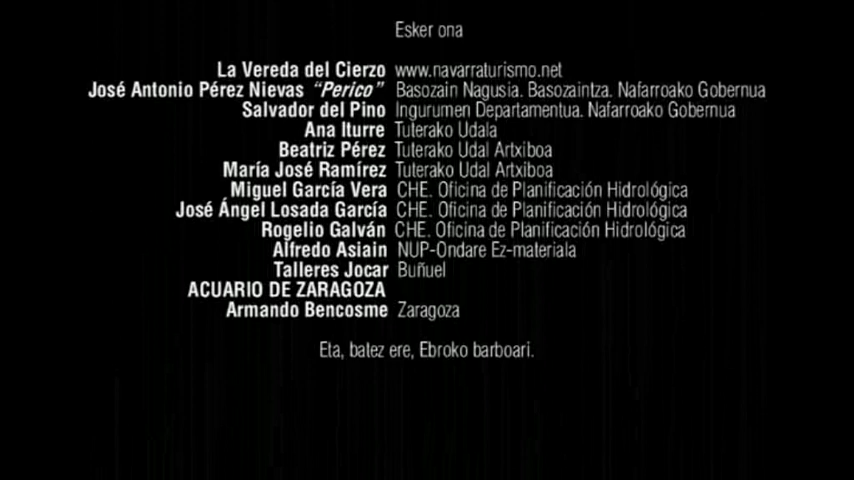 Esker ona
La Vereda del Cierzo www.navarraturismo.net
José Antonio Pérez Nievas "Perico" Basozain Nagusia. Basozaintza. Nafarroako Gobernua
Salvador del Pino Ingurumen Departamentua. Nafarroako Gobernua
Ana Iturre Tuterako Udala
Beatriz Pérez Tuterako Udal Artxiboa
María José Ramírez Tuterako Udal Artxiboa
Miguel García Vera CHE. Oficina de Planificación Hidrológica
José Ángel Losada García CHE. Oficina de Planificación Hidrológica
Rogelio Galván CHE. Oficina de Planificación Hidrológica
Alfredo Asiain NUP-Ondare Ez-materiala
Talleres Jocar Buñuel
ACUARIO DE ZARAGOZA
Armando Bencosme Zaragoza
Eta, batez ere, Ebroko barboari.